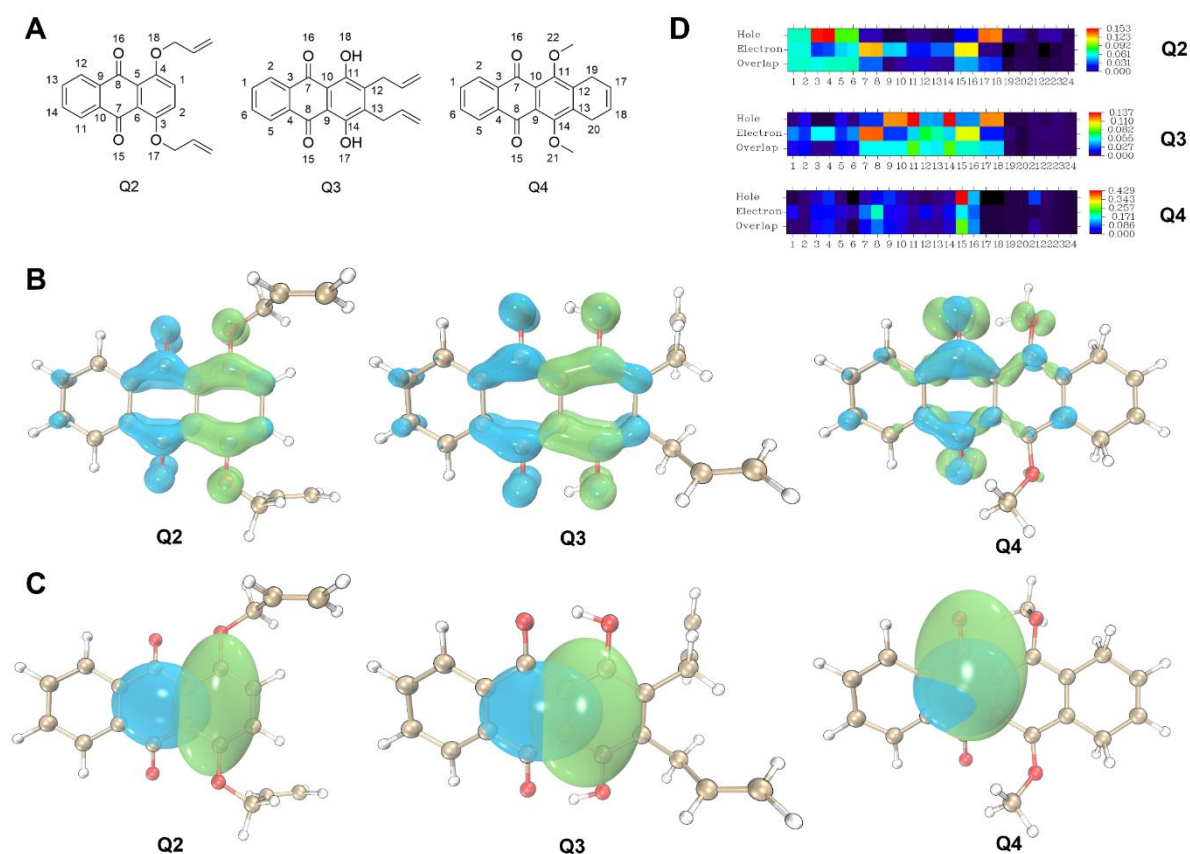 A
16
O
18
O
12
8
4
13
9
5
1
14
10
7
6
2
11
3
O
15
O
17
Q2
16
O
18
OH
2
3
7
10
11
12
1
6
4
8
9
14
13
5
O
15
OH
17
Q3
16
O
22
O
2
3
7
10
11
19
17
1
12
6
4
8
9
14
13
18
5
20
O
15
O
21
Q4
D
Hole
Electron
Overlap
0.153
0.123
0.092
0.061
0.031
0.000
1 2 3 4 5 6 7 8 9 10 11 12 13 14 15 16 17 18 19 20 21 22 23 24
Q2
Hole
Electron
Overlap
0.137
0.110
0.082
0.055
0.027
0.000
1 2 3 4 5 6 7 8 9 10 11 12 13 14 15 16 17 18 19 20 21 22 23 24
Q3
Hole
Electron
Overlap
0.429
0.343
0.257
0.171
0.086
0.000
1 2 3 4 5 6 7 8 9 10 11 12 13 14 15 16 17 18 19 20 21 22 23 24
Q4
B
Q2
Q3
Q4
C
Q2
Q3
Q4